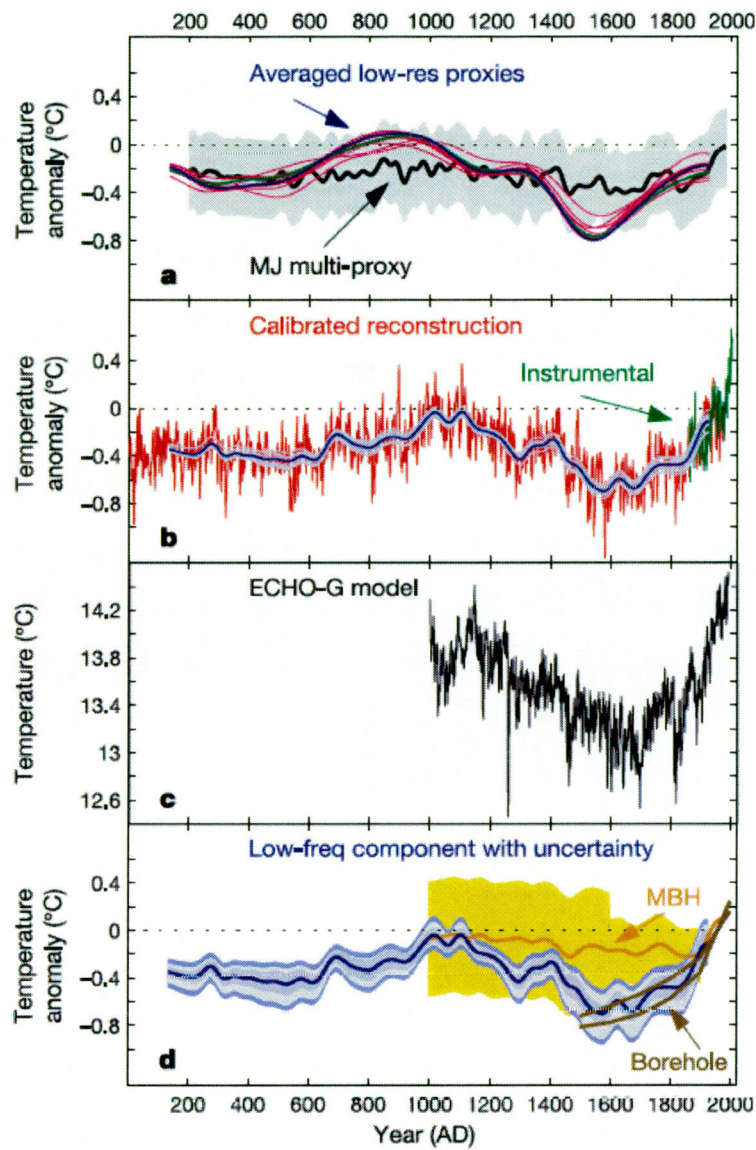 0 200 400 600 800 1000 1200 1400 1600 1800 2000
Averaged low-res proxies
0.4
0
−0.4
−0.8
Temperature
anomaly (°C)
MJ multi-proxy
a
Calibrated reconstruction
Instrumental
0.4
0
−0.4
−0.8
Temperature
anomaly (°C)
b
ECHO-G model
14.2
13.8
13.4
13
12.6
Temperature (°C)
c
Low-freq component with uncertainty
MBH
0.4
0
−0.4
−0.8
Temperature
anomaly (°C)
Borehole
d
200 400 600 800 1000 1200 1400 1600 1800 2000
Year (AD)